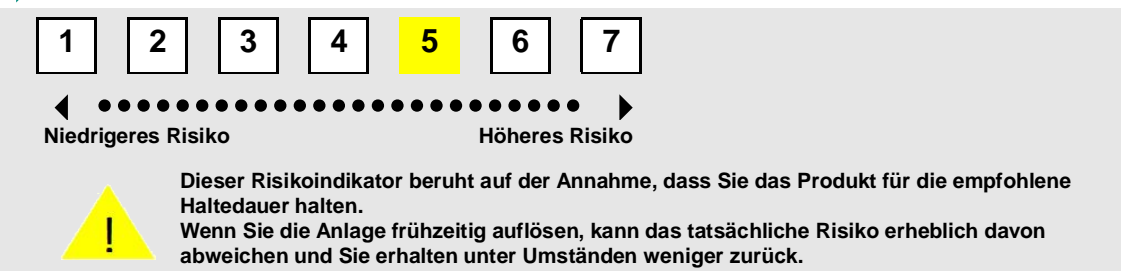 1 2 3 4 5 6 7
Niedrigeres Risiko Höheres Risiko
Dieser Risikoindikator beruht auf der Annahme, dass Sie das Produkt für die empfohlene
Haltedauer halten.
Wenn Sie die Anlage frühzeitig auflösen, kann das tatsächliche Risiko erheblich davon
abweichen und Sie erhalten unter Umständen weniger zurück.
!